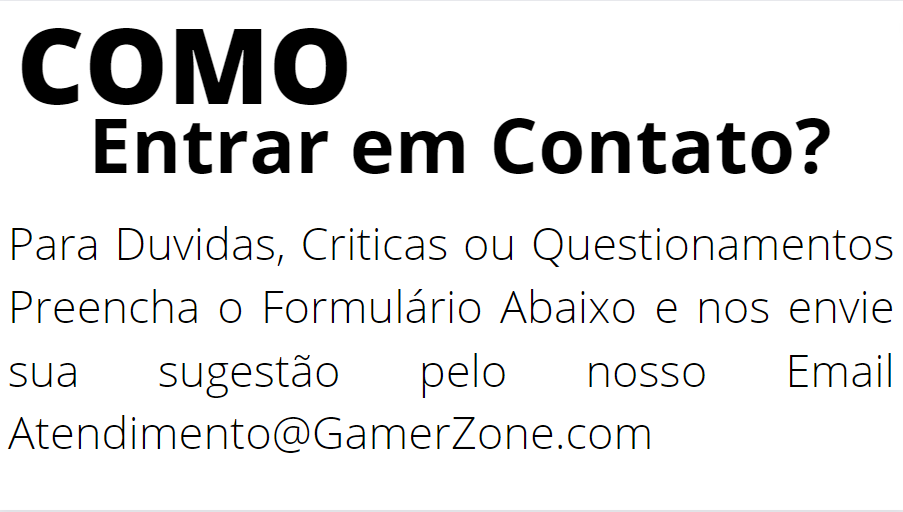 COMO
Entrar em Contato?
Para Duvidas, Criticas ou Questionamentos
Preencha o Formulário Abaixo e nos envie
sua sugestão pelo nosso Email
Atendimento@GamerZone.com